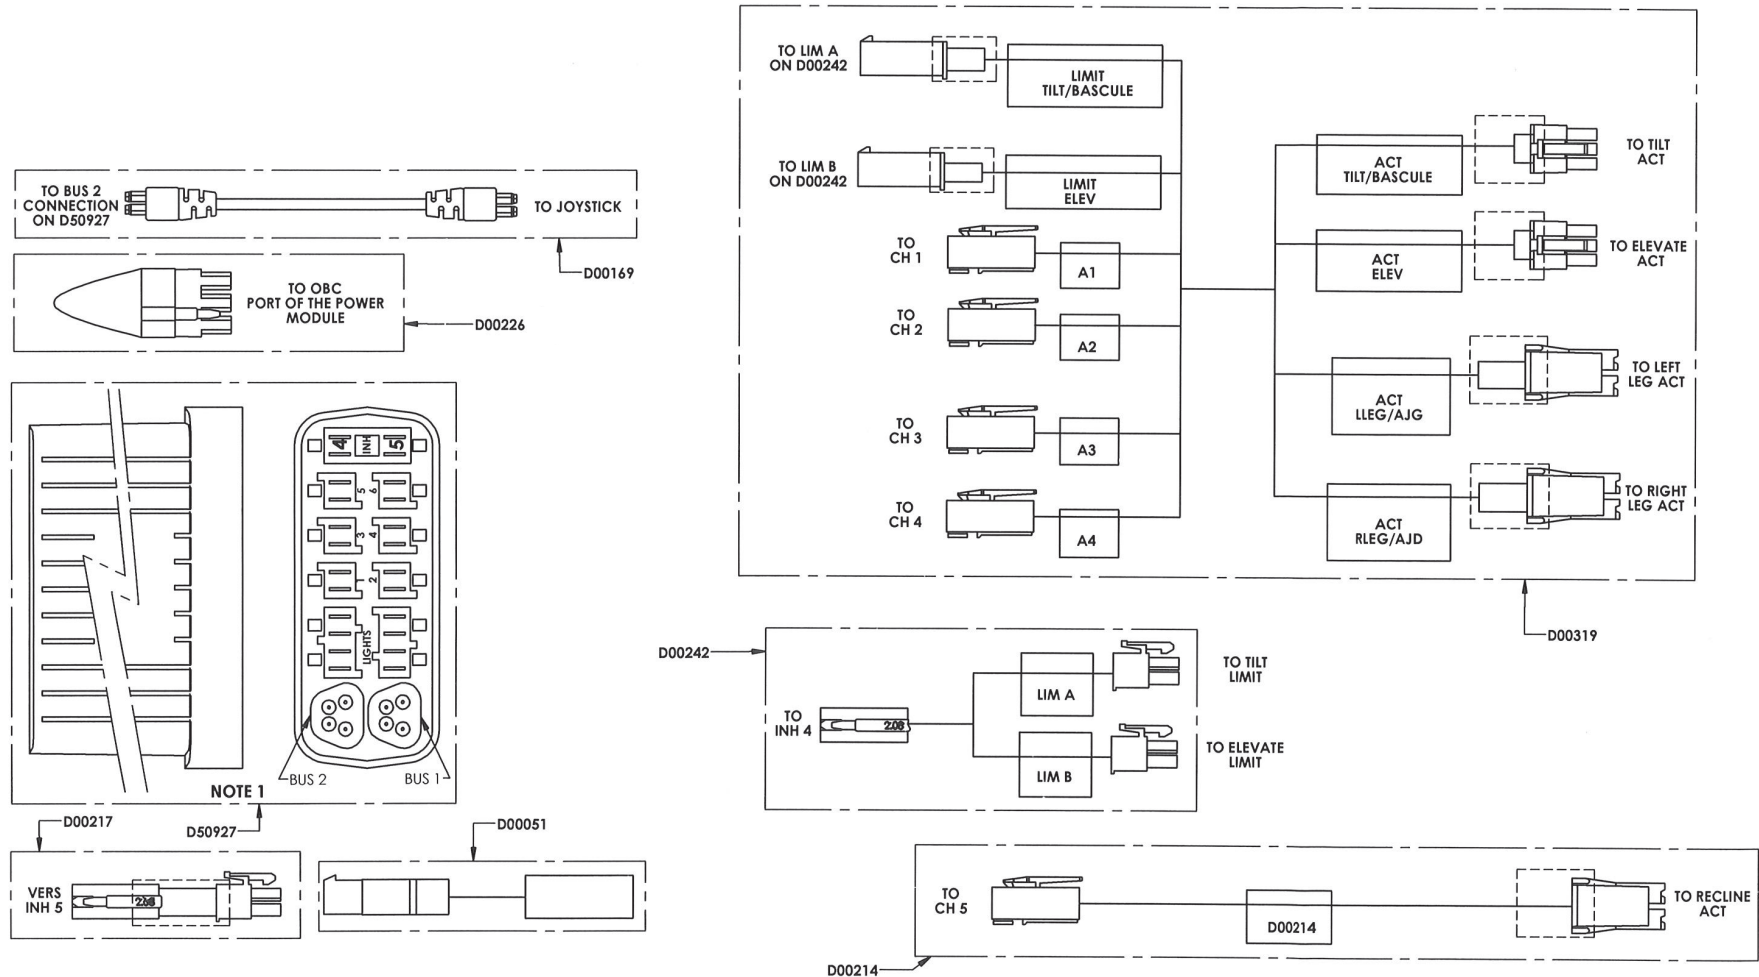 TO BUS 2
CONNECTION
ON D50927
TO JOYSTICK
D00169
TO OBC
PORT OF THE POWER
MODULE
D00226
4
INH
5
5
6
3
4
1
2
LIGHTS
BUS 2
BUS 1
NOTE 1
D50927
D00217
VERS
INH 5
2.08
D00051
TO LIM A
ON D00242
LIMIT
TILT/BASCULE
TO LIM B
ON D00242
LIMIT
ELEV
TO
CH 1
A1
TO
CH 2
A2
TO
CH 3
A3
TO
CH 4
A4
ACT
TILT/BASCULE
TO TILT
ACT
ACT
ELEV
TO ELEVATE
ACT
ACT
LLEG/AJG
TO LEFT
LEG ACT
ACT
RLEG/AJD
TO RIGHT
LEG ACT
D00319
D00242
TO
INH 4
2.08
LIM A
TO TILT
LIMIT
LIM B
TO ELEVATE
LIMIT
TO
CH 5
D00214
TO RECLINE
ACT
D00214